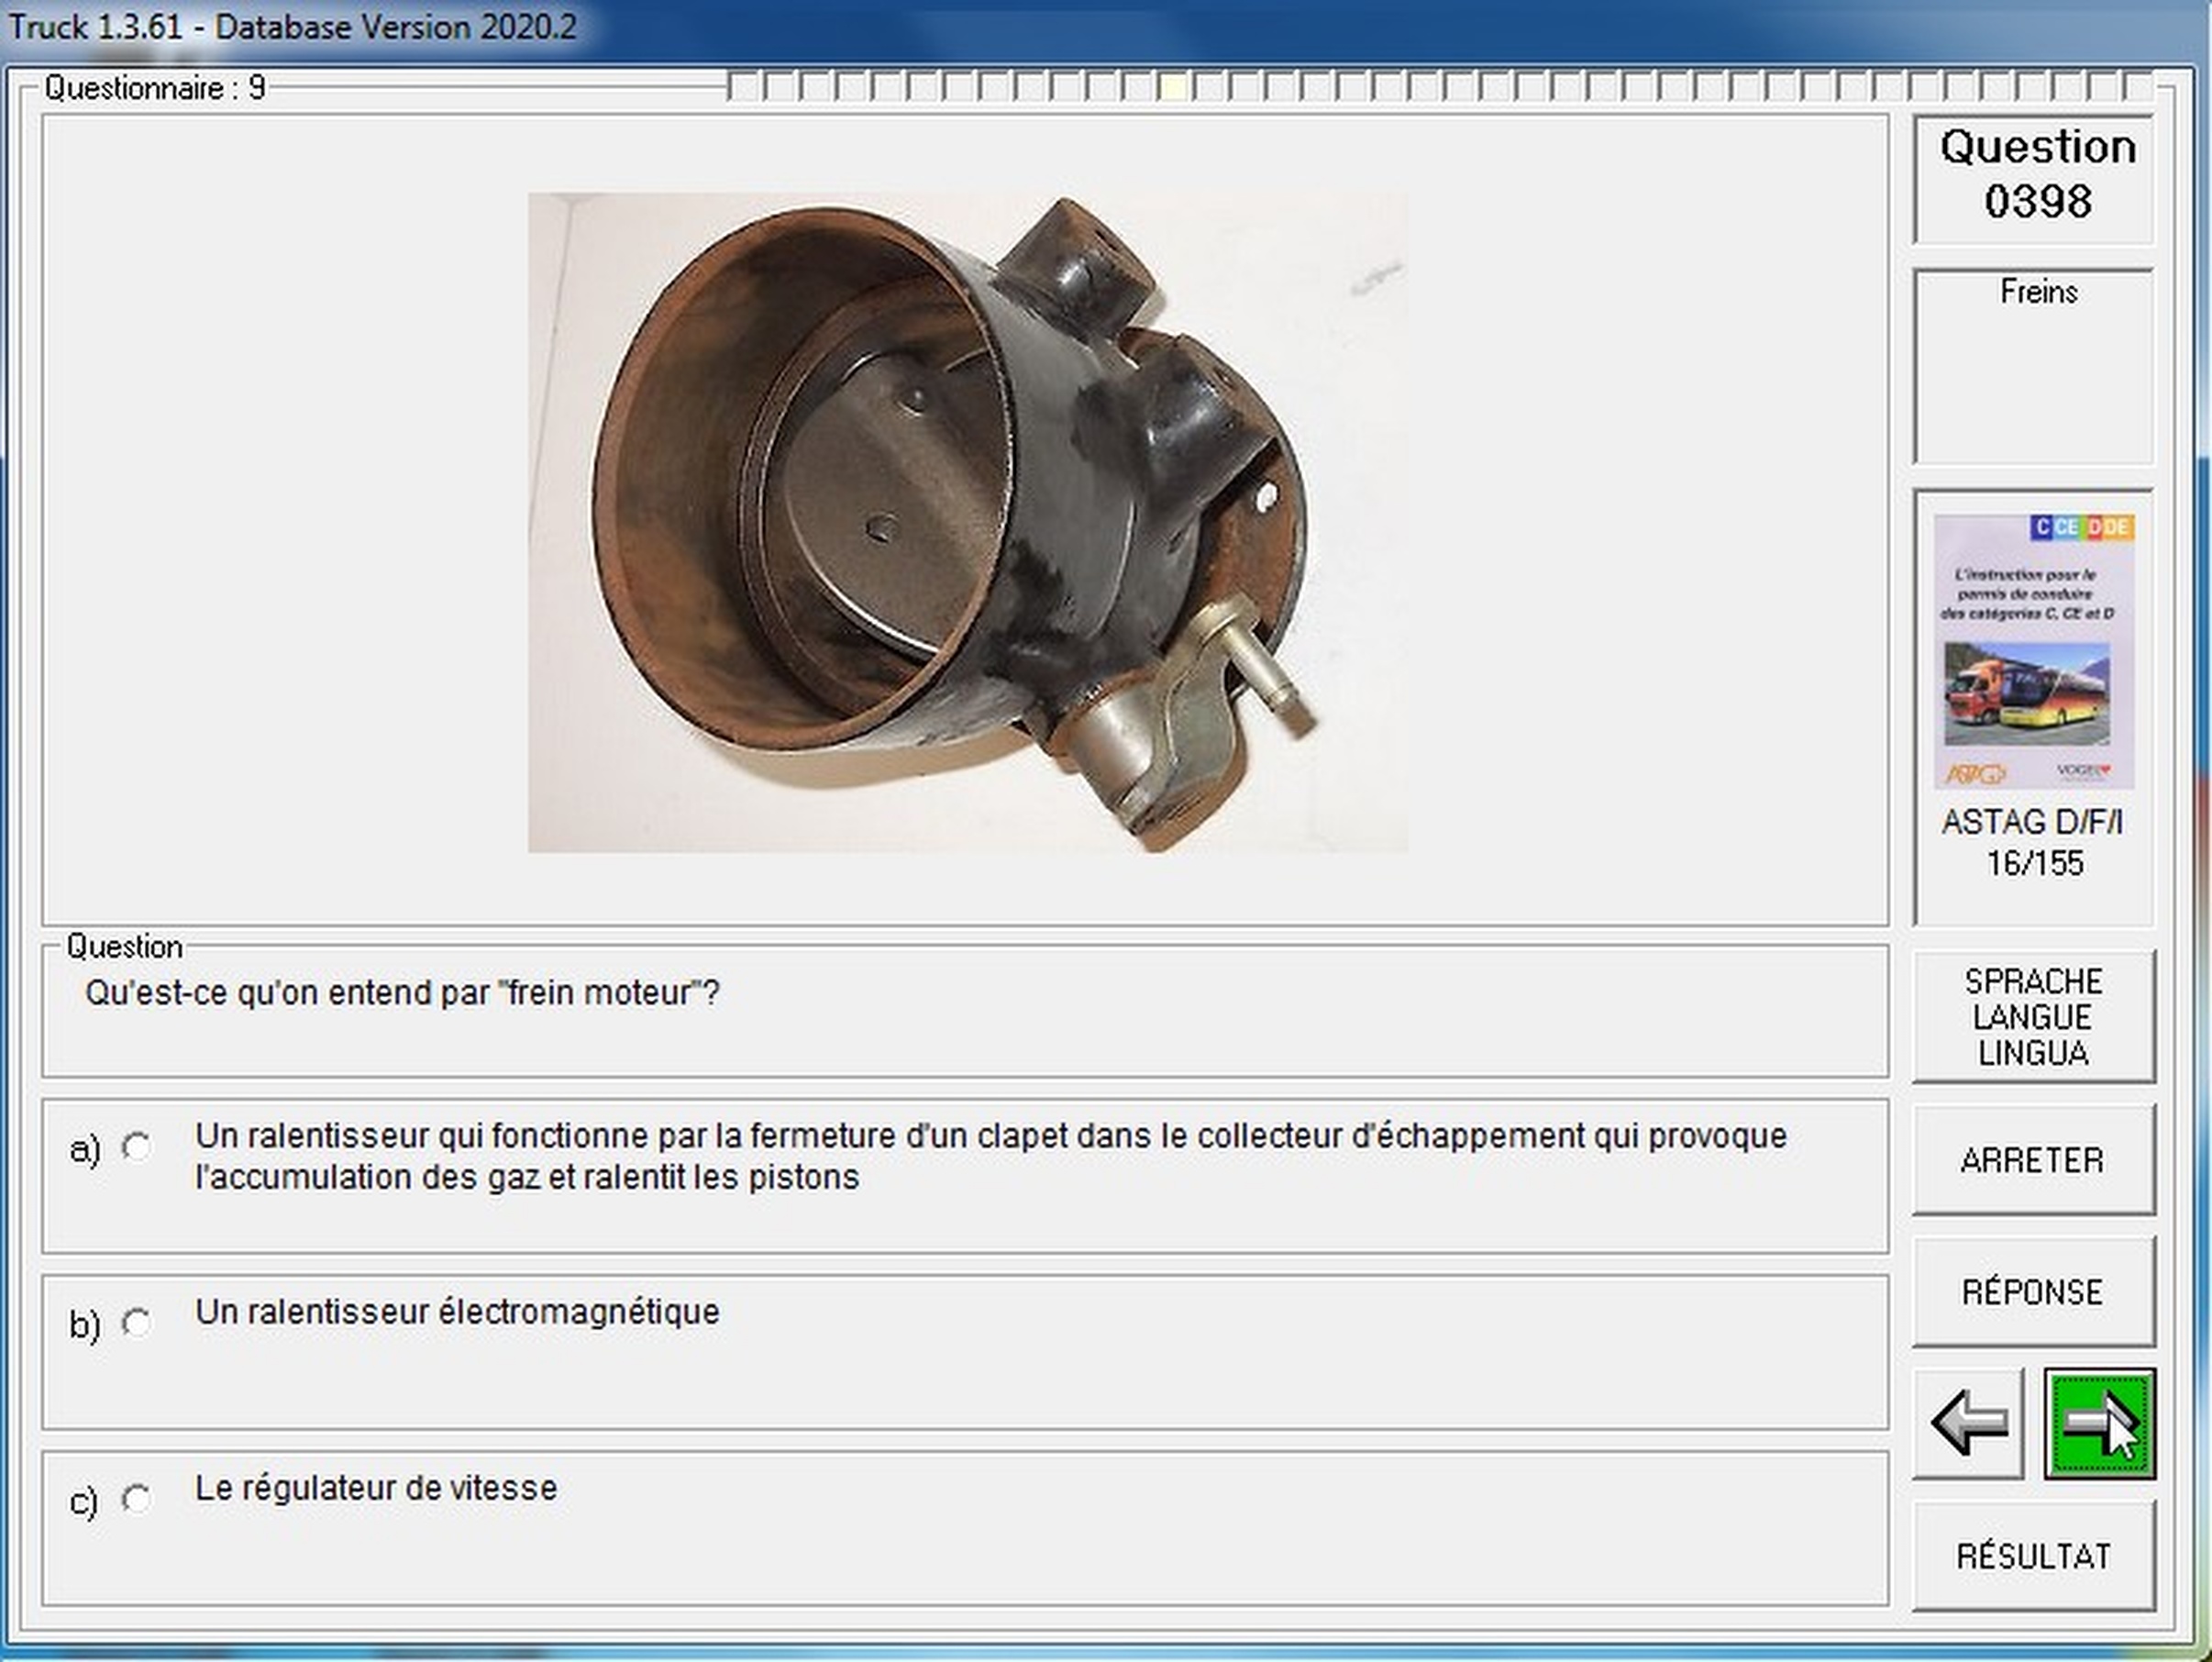 Truck 1.3.61 - Database Version 2020.2
Questionnaire : 9
Question
0398
Freins
C CE D DE
L'instruction pour le
permis de conduire
des catégories C, CE et D
ASTAG
VOGEL
ASTAG D/F/I
16/155
Question
Qu'est-ce qu'on entend par "frein moteur"?
a) Un ralentisseur qui fonctionne par la fermeture d'un clapet dans le collecteur d'échappement qui provoque
l'accumulation des gaz et ralentit les pistons
b) Un ralentisseur électromagnétique
c) Le régulateur de vitesse
SPRACHE
LANGUE
LINGUA
ARRETER
RÉPONSE
RÉSULTAT